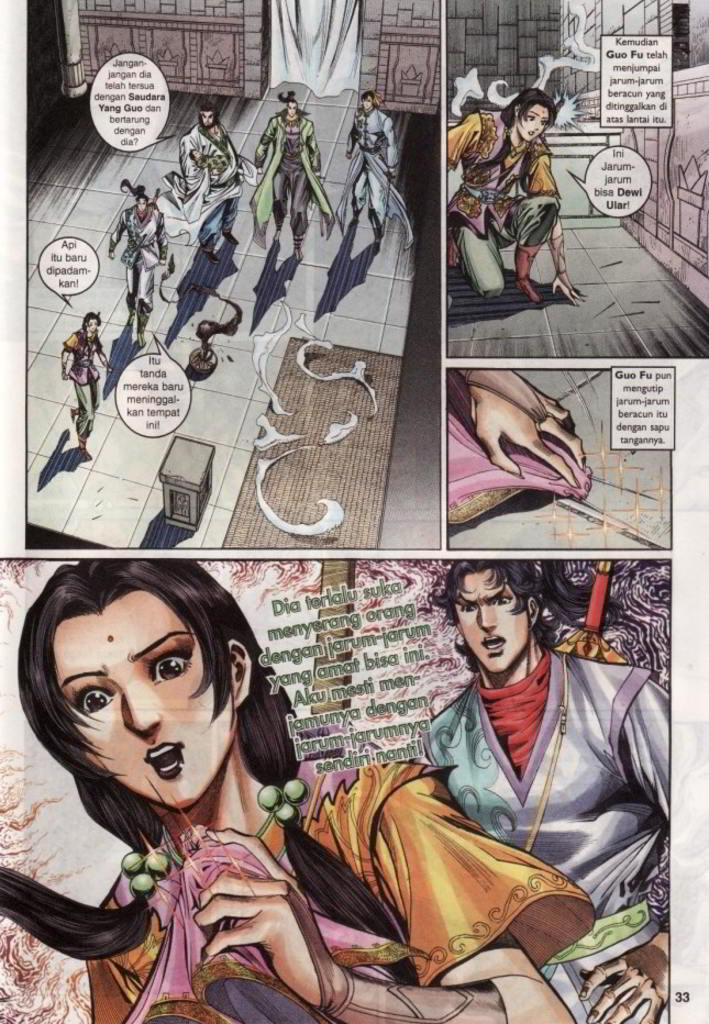 Jangan-
jangan dia
telah tersua
dengan Saudara
Yang Guo dan
bertarung
dengan
dia?
Api
itu baru
dipadam-
kan!
Itu tanda
mereka baru
meninggal-
kan tempat
ini!
Kemudian
Guo Fu telah
menjumpai
jarum-jarum
beracun yang
ditinggalkan di
atas lantai itu.
Ini
Jarum-
jarum
bisa Dewi
Ular!
Guo Fu pun
mengutip
jarum-jarum
beracun itu
dengan sapu
tangannya.
Dia terlalu suka
menyerang orang
dengan jarum-jarum
yang amat bisa ini.
Aku mesti men-
jamunya dengan
jarum-jarumnya
sendiri nanti!
33